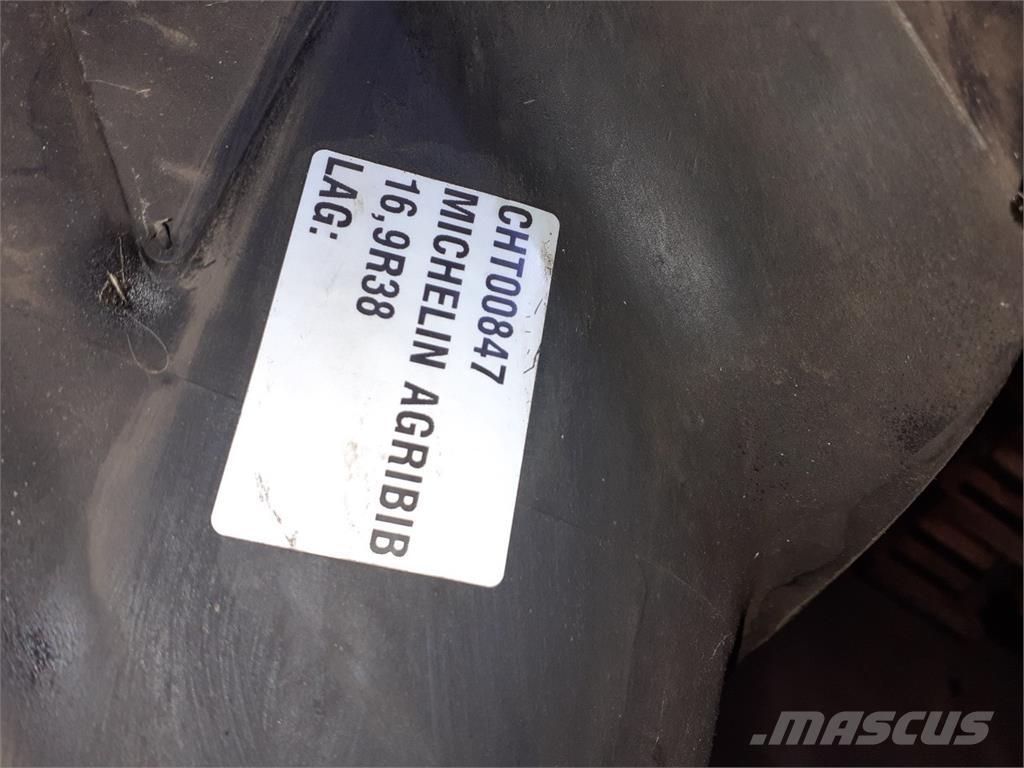 CHT00847
MICHELIN AGRIBIB
16,9R38
LAG:
MASCUS